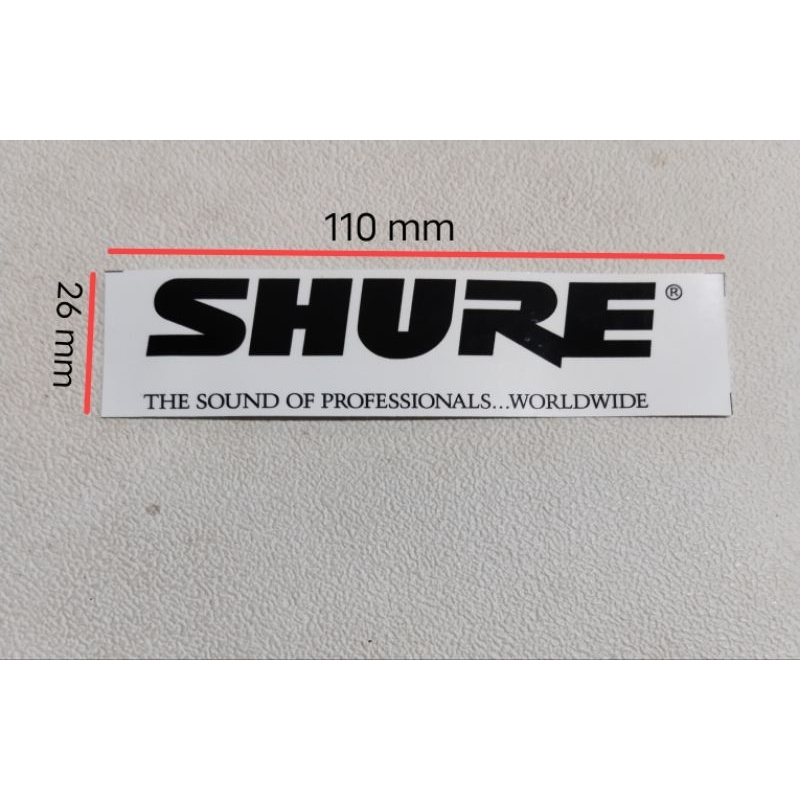 110 mm
26 mm
SHURE®
THE SOUND OF PROFESSIONALS...WORLDWIDE